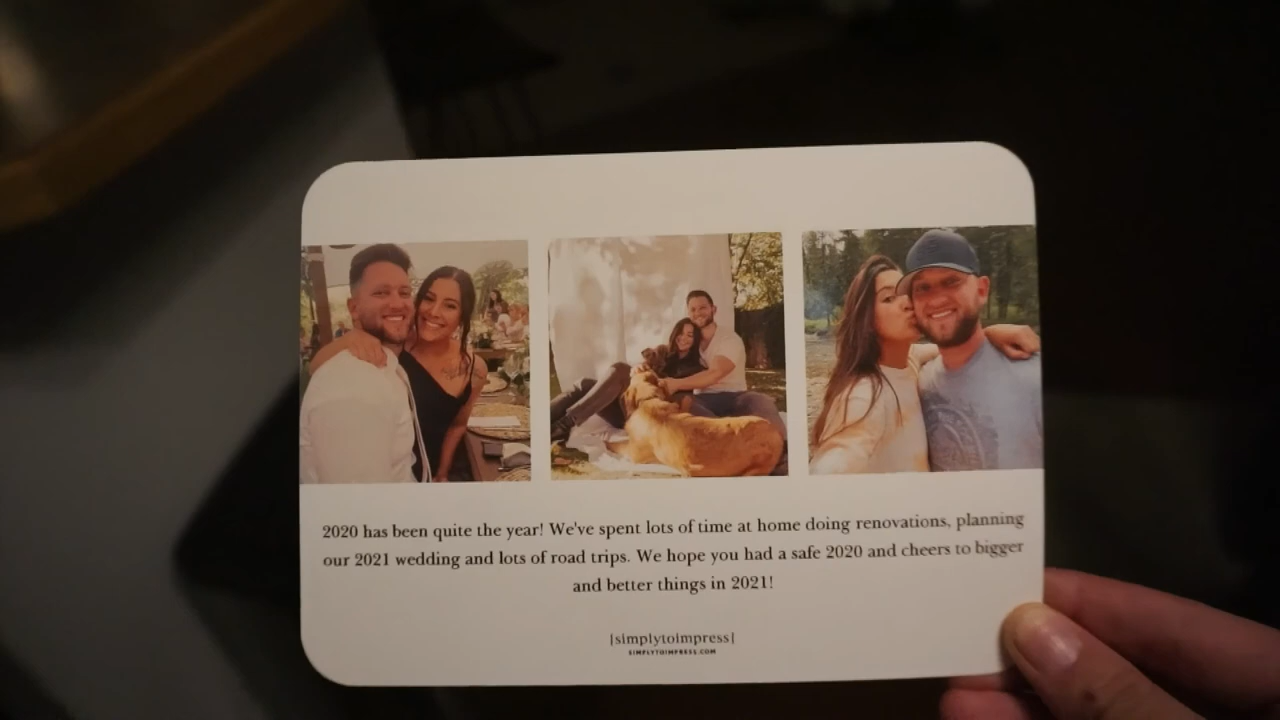 2020 has been quite the year! We've spent lots of time at home doing renovations, planning
our 2021 wedding and lots of road trips. We hope you had a safe 2020 and cheers to bigger
and better things in 2021!
|simplytoimpress|
SIMPLYTOIMPRESS.COM